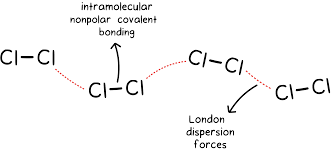 intramolecular
nonpolar covalent
bonding
Cl—Cl
Cl—Cl
Cl—Cl
Cl—Cl
London
dispersion
forces